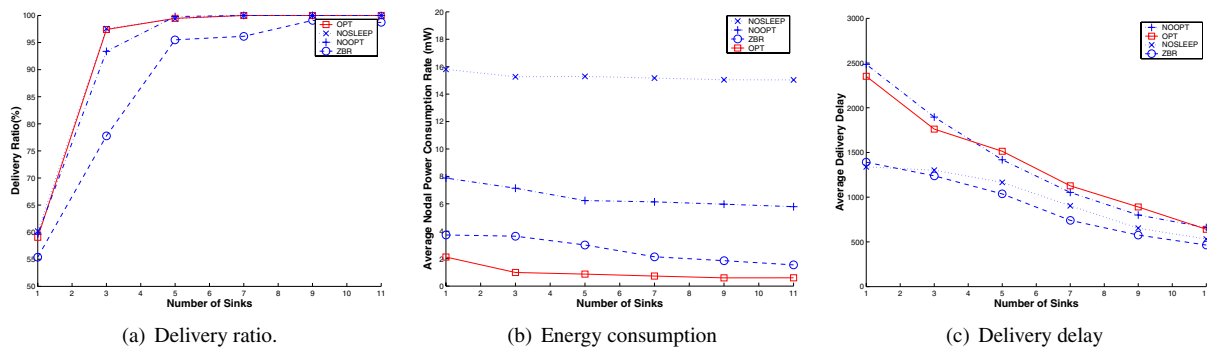 100
95
90
85
80
75
70
65
60
55
50
Delivery Ratio(%)
OPT
NOSLEEP
NOOPT
ZBR
1 2 3 4 5 6 7 8 9 10 11
Number of Sinks
(a) Delivery ratio.
20
18
16
14
12
10
8
6
4
2
0
Average Nodal Power Consumption Rate (mW)
NOSLEEP
NOOPT
ZBR
OPT
1 2 3 4 5 6 7 8 9 10 11
Number of Sinks
(b) Energy consumption
3000
2500
2000
1500
1000
500
0
Average Delivery Delay
NOOPT
OPT
NOSLEEP
ZBR
1 2 3 4 5 6 7 8 9 10 11
Number of Sinks
(c) Delivery delay